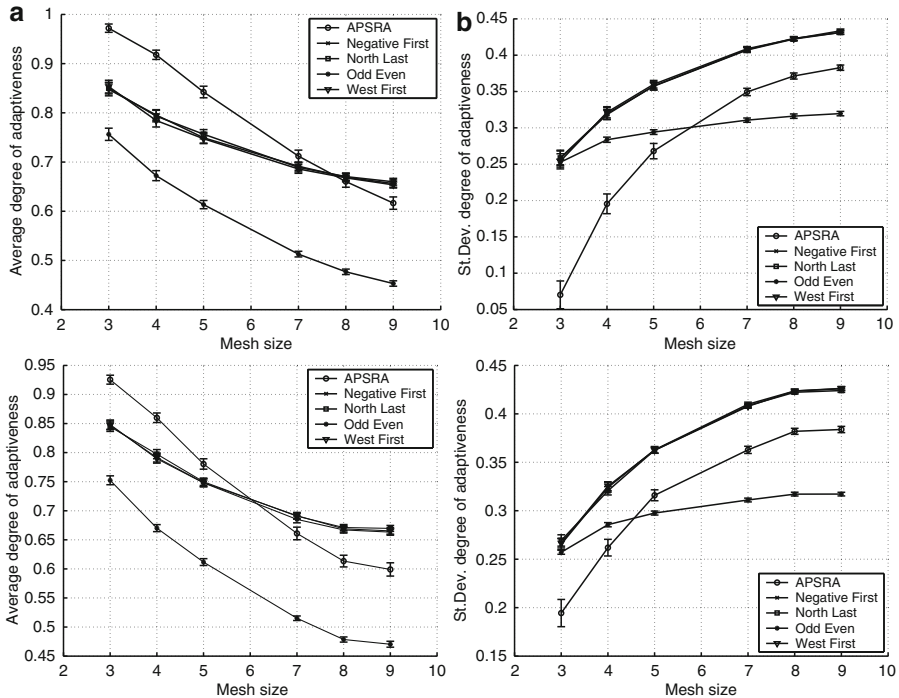 a
Average degree of adaptiveness
1
0.9
0.8
0.7
0.6
0.5
0.4
2 3 4 5 6 7 8 9 10
Mesh size
APSRA
Negative First
North Last
Odd Even
West First
b
St.Dev. degree of adaptiveness
0.45
0.4
0.35
0.3
0.25
0.2
0.15
0.1
0.05
2 3 4 5 6 7 8 9 10
Mesh size
APSRA
Negative First
North Last
Odd Even
West First
Average degree of adaptiveness
0.95
0.9
0.85
0.8
0.75
0.7
0.65
0.6
0.55
0.5
0.45
2 3 4 5 6 7 8 9 10
Mesh size
APSRA
Negative First
North Last
Odd Even
West First
St.Dev. degree of adaptiveness
0.45
0.4
0.35
0.3
0.25
0.2
0.15
2 3 4 5 6 7 8 9 10
Mesh size
APSRA
Negative First
North Last
Odd Even
West First